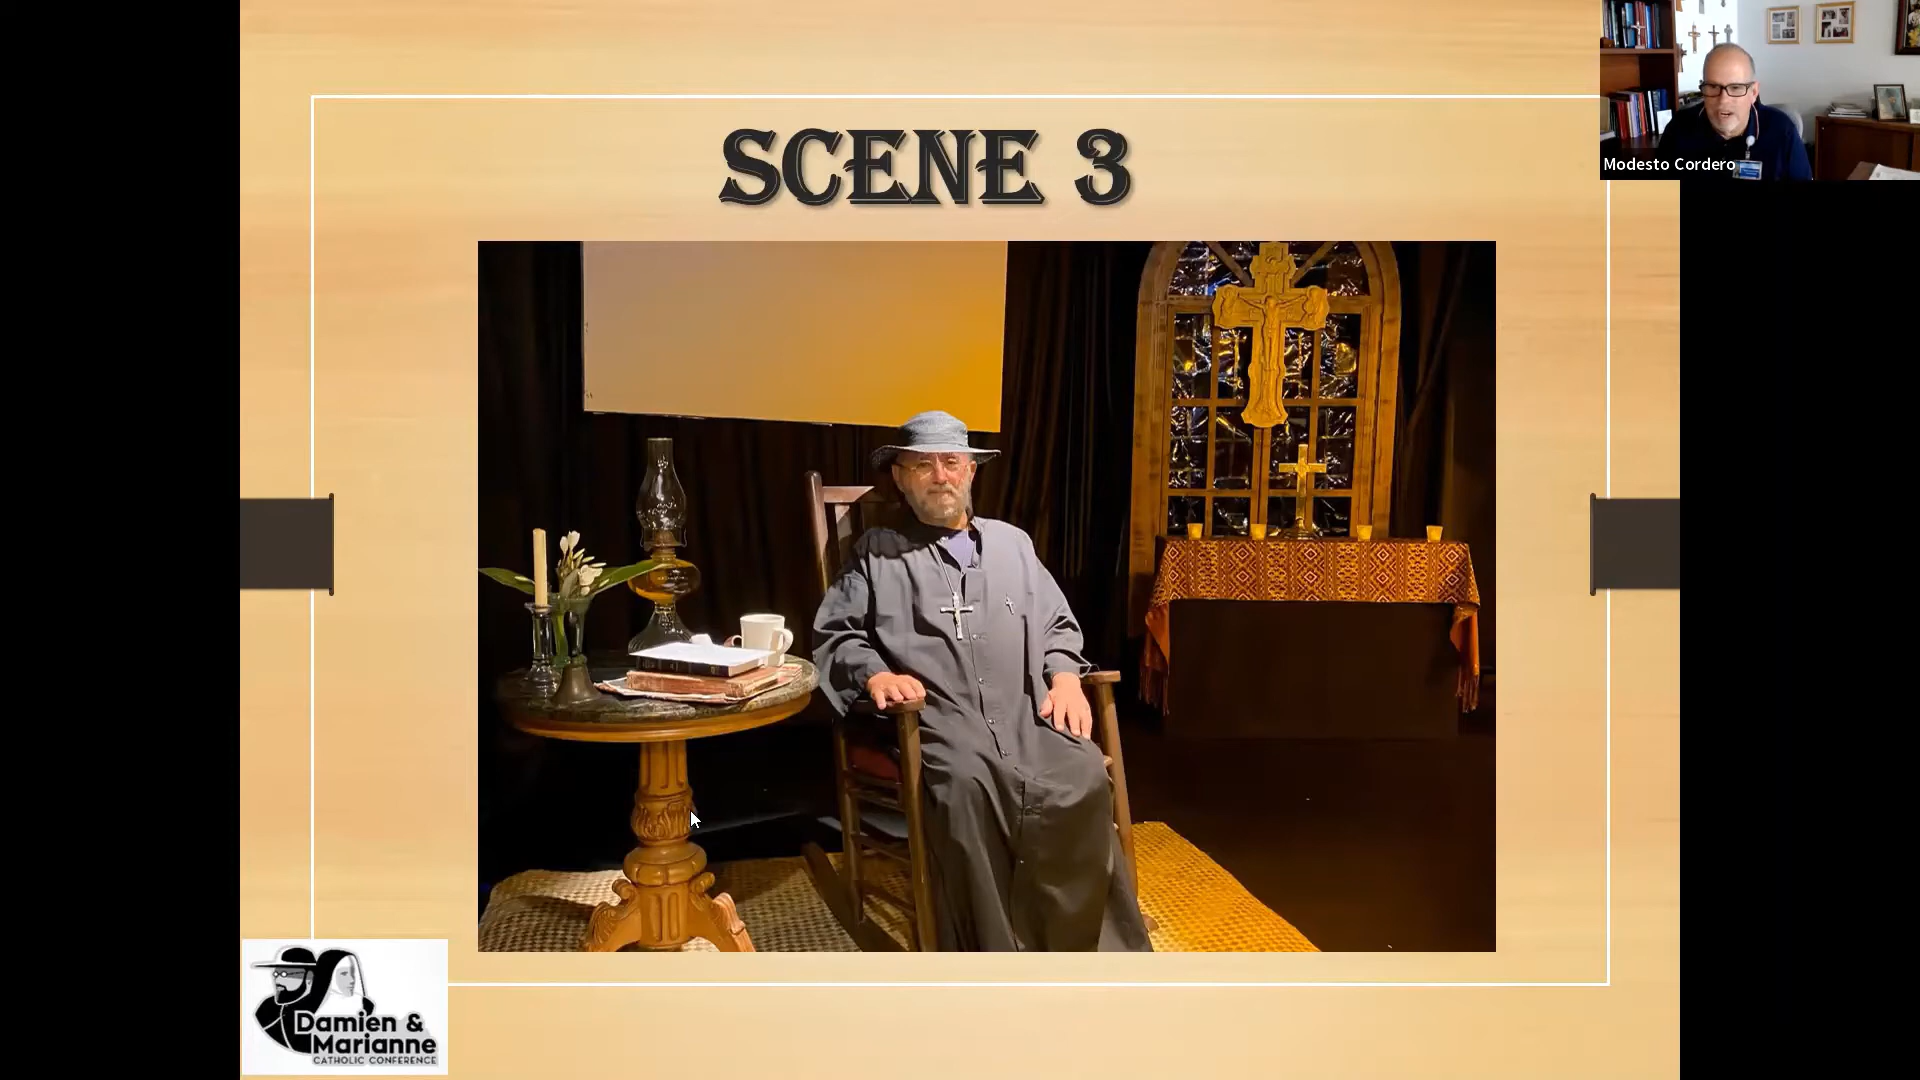 SCENE 3
Modesto Cordero
Damien &
Marianne
CATHOLIC CONFERENCE